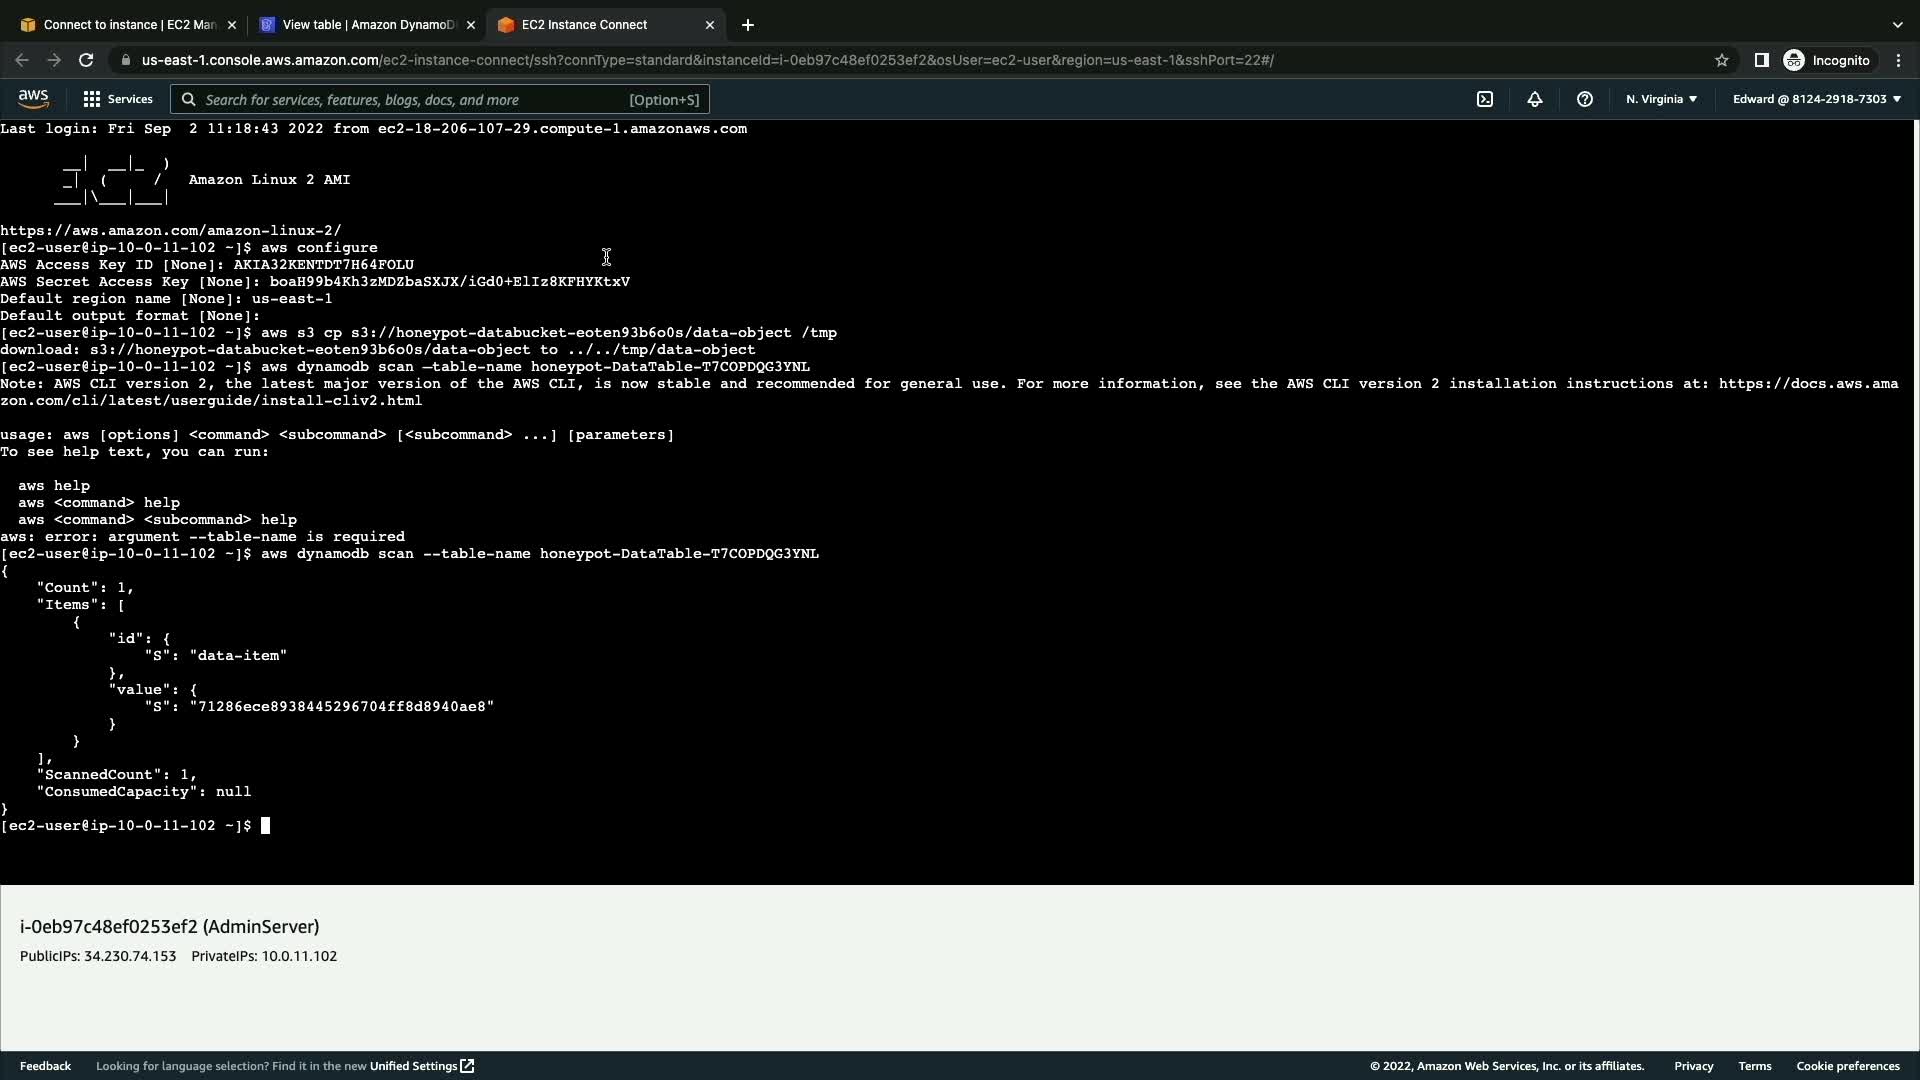 Connect to instance | EC2 Man
View table | Amazon DynamoD
EC2 Instance Connect
us-east-1.console.aws.amazon.com/ec2-instance-connect/ssh?connType=standard&instanceId=i-0eb97c48ef0253ef2&osUser=ec2-user&region=us-east-1&sshPort=22#/
Incognito
aws
Services
Search for services, features, blogs, docs, and more
[Option+S]
N. Virginia
Edward @ 8124-2918-7303
Last login: Fri Sep  2 11:18:43 2022 from ec2-18-206-107-29.compute-1.amazonaws.com
       __|  __|_  )
       _|  (     /   Amazon Linux 2 AMI
      ___|\___|___|
https://aws.amazon.com/amazon-linux-2/
[ec2-user@ip-10-0-11-102 ~]$ aws configure
AWS Access Key ID [None]: AKIA32KENTDT7H64FOLU
AWS Secret Access Key [None]: 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
Default region name [None]: us-east-1
Default output format [None]:
[ec2-user@ip-10-0-11-102 ~]$ aws s3 cp s3://honeypot-databucket-eoten93b6o0s/data-object /tmp
download: s3://honeypot-databucket-eoten93b6o0s/data-object to ../../tmp/data-object
[ec2-user@ip-10-0-11-102 ~]$ aws dynamodb scan —table-name honeypot-DataTable-T7COPDQG3YNL
Note: AWS CLI version 2, the latest major version of the AWS CLI, is now stable and recommended for general use. For more information, see the AWS CLI version 2 installation instructions at: https://docs.aws.ama
zon.com/cli/latest/userguide/install-cliv2.html
usage: aws [options] <command> <subcommand> [<subcommand> ...] [parameters]
To see help text, you can run:
  aws help
  aws <command> help
  aws <command> <subcommand> help
aws: error: argument --table-name is required
[ec2-user@ip-10-0-11-102 ~]$ aws dynamodb scan --table-name honeypot-DataTable-T7COPDQG3YNL
{
    "Count": 1,
    "Items": [
        {
            "id": {
                "S": "data-item"
            },
            "value": {
                "S": "71286ece8938445296704ff8d8940ae8"
            }
        }
    ],
    "ScannedCount": 1,
    "ConsumedCapacity": null
}
[ec2-user@ip-10-0-11-102 ~]$
i-0eb97c48ef0253ef2 (AdminServer)
PublicIPs: 34.230.74.153    PrivateIPs: 10.0.11.102
Feedback
Looking for language selection? Find it in the new Unified Settings
© 2022, Amazon Web Services, Inc. or its affiliates.
Privacy
Terms
Cookie preferences